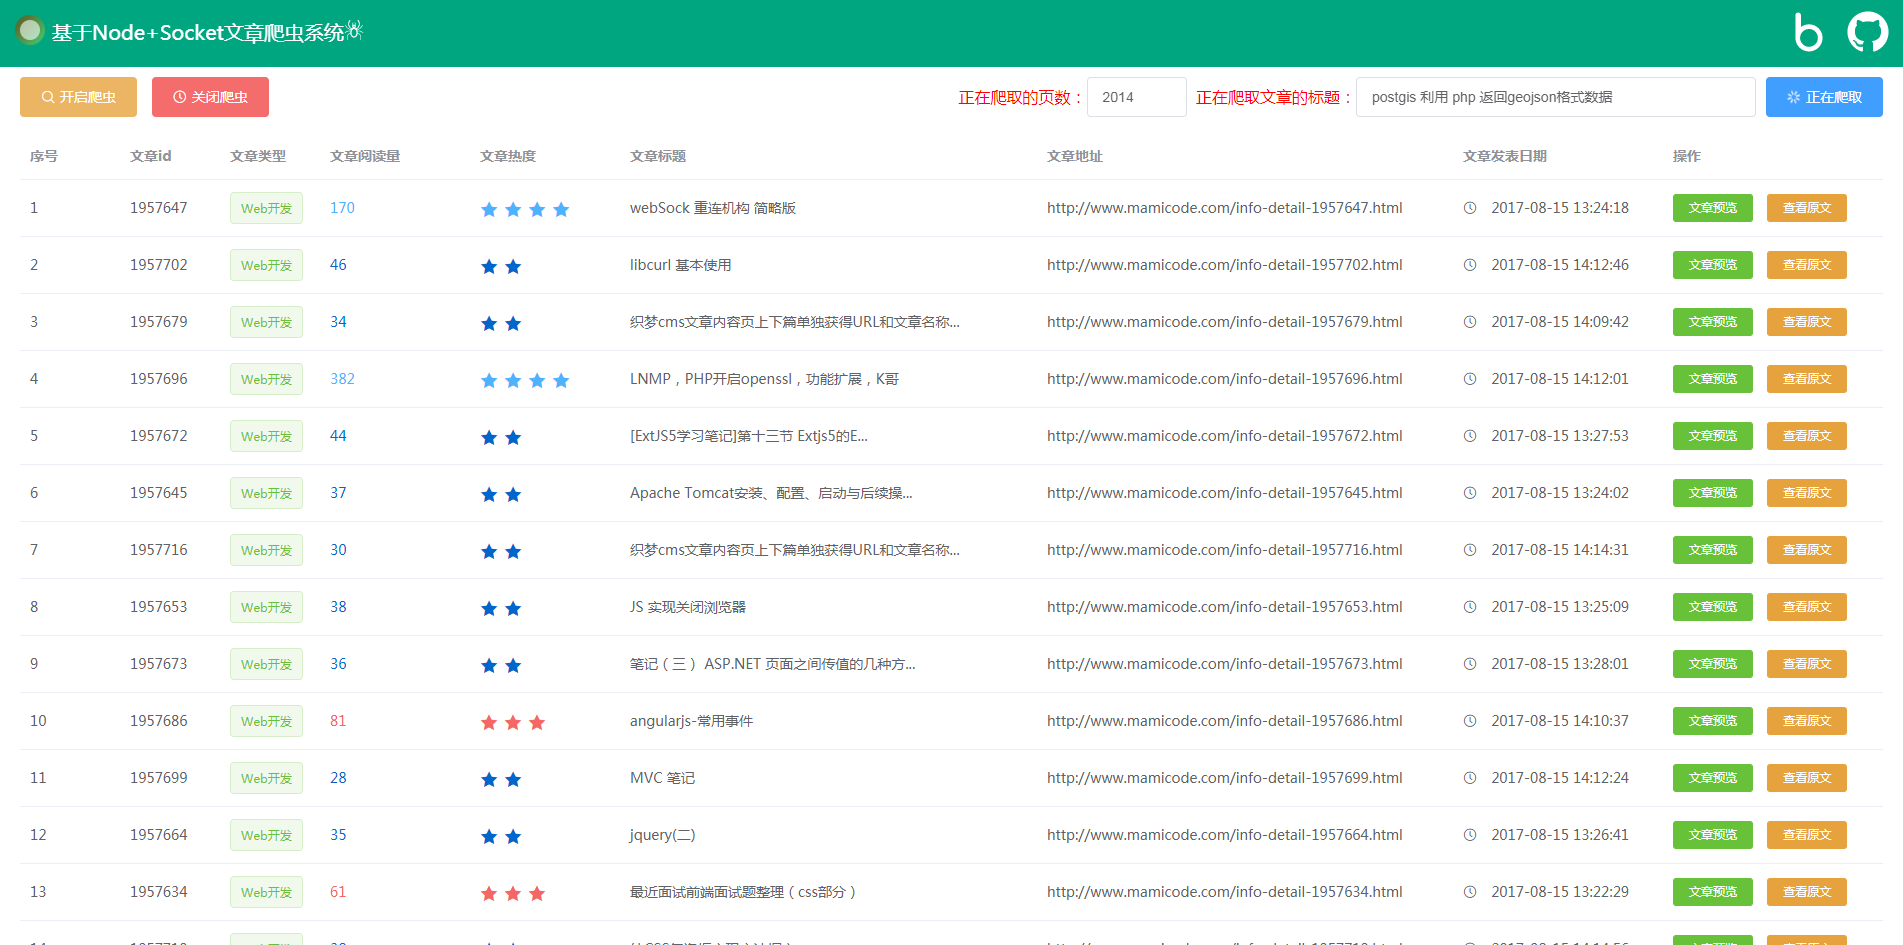 基于Node+Socket文章爬虫系统
开启爬虫 关闭爬虫 正在爬取的页数： 2014 正在爬取文章的标题： postgis 利用 php 返回geojson格式数据 正在爬取
序号 文章id 文章类型 文章阅读量 文章热度 文章标题 文章地址 文章发表日期 操作
1 1957647 Web开发 170 webSock 重连机构 简略版 http://www.mamicode.com/info-detail-1957647.html 2017-08-15 13:24:18 文章预览 查看原文
2 1957702 Web开发 46 libcurl 基本使用 http://www.mamicode.com/info-detail-1957702.html 2017-08-15 14:12:46 文章预览 查看原文
3 1957679 Web开发 34 织梦cms文章内容页上下篇单独获得URL和文章名称... http://www.mamicode.com/info-detail-1957679.html 2017-08-15 14:09:42 文章预览 查看原文
4 1957696 Web开发 382 LNMP，PHP开启openssl，功能扩展，K哥 http://www.mamicode.com/info-detail-1957696.html 2017-08-15 14:12:01 文章预览 查看原文
5 1957672 Web开发 44 [ExtJS5学习笔记]第十三节 Extjs5的E... http://www.mamicode.com/info-detail-1957672.html 2017-08-15 13:27:53 文章预览 查看原文
6 1957645 Web开发 37 Apache Tomcat安装、配置、启动与后续操... http://www.mamicode.com/info-detail-1957645.html 2017-08-15 13:24:02 文章预览 查看原文
7 1957716 Web开发 30 织梦cms文章内容页上下篇单独获得URL和文章名称... http://www.mamicode.com/info-detail-1957716.html 2017-08-15 14:14:31 文章预览 查看原文
8 1957653 Web开发 38 JS 实现关闭浏览器 http://www.mamicode.com/info-detail-1957653.html 2017-08-15 13:25:09 文章预览 查看原文
9 1957673 Web开发 36 笔记（三） ASP.NET 页面之间传值的几种方... http://www.mamicode.com/info-detail-1957673.html 2017-08-15 13:28:01 文章预览 查看原文
10 1957686 Web开发 81 angularjs-常用事件 http://www.mamicode.com/info-detail-1957686.html 2017-08-15 14:10:37 文章预览 查看原文
11 1957699 Web开发 28 MVC 笔记 http://www.mamicode.com/info-detail-1957699.html 2017-08-15 14:12:24 文章预览 查看原文
12 1957664 Web开发 35 jquery(二) http://www.mamicode.com/info-detail-1957664.html 2017-08-15 13:26:41 文章预览 查看原文
13 1957634 Web开发 61 最近面试前端面试题整理（css部分） http://www.mamicode.com/info-detail-1957634.html 2017-08-15 13:22:29 文章预览 查看原文